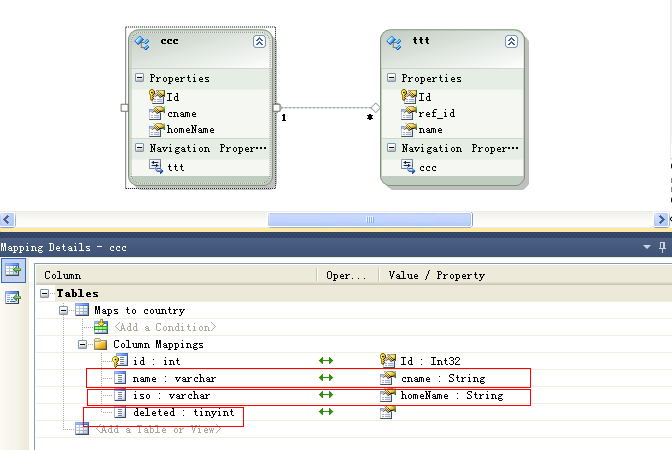 ccc
ttt
Properties
Id
cname
homeName
Navigation Proper...
ttt
Properties
Id
ref_id
name
Navigation Proper...
ccc
1
*
Mapping Details - ccc
Column Oper... Value / Property
Tables
Maps to country
<Add a Condition>
Column Mappings
id : int Id : Int32
name : varchar cname : String
iso : varchar homeName : String
deleted : tinyint
<Add a Table or View>